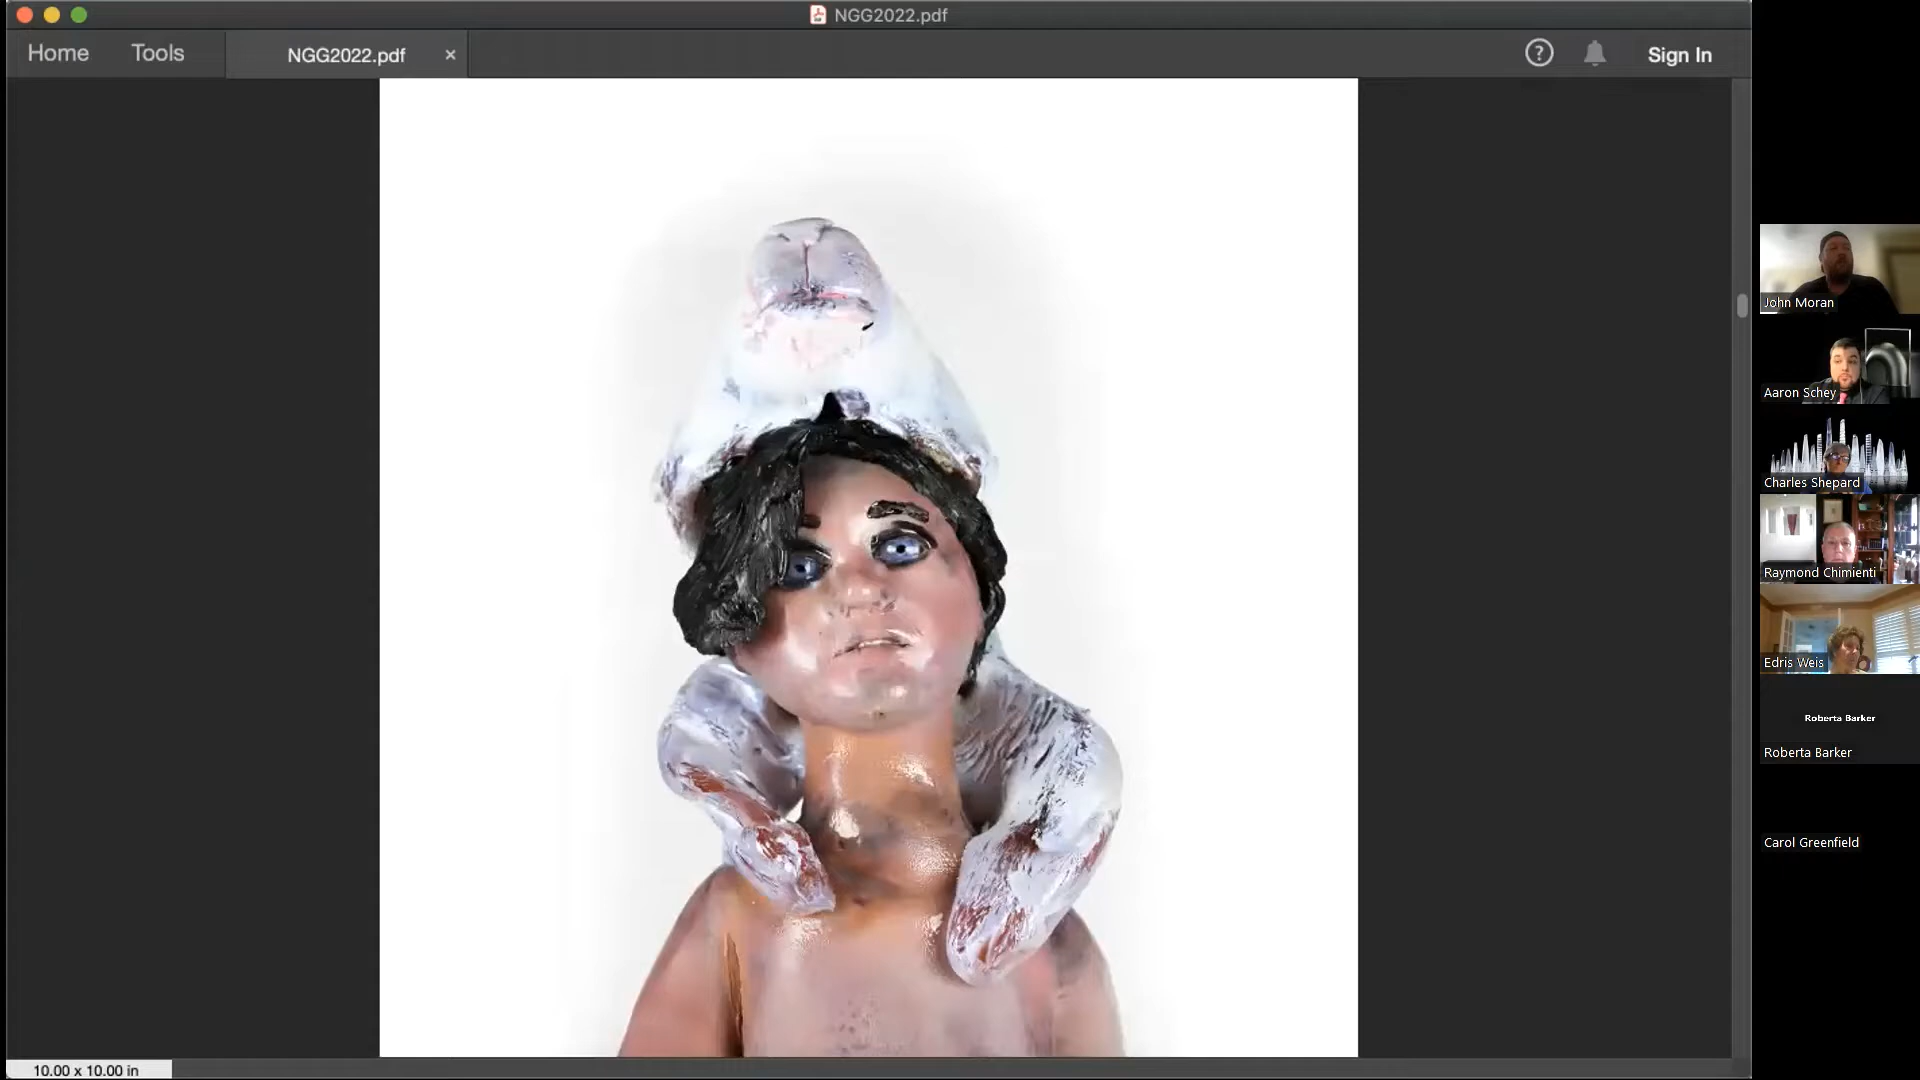 NGG2022.pdf
Home
Tools
NGG2022.pdf
Sign In
John Moran
Aaron Schey
Charles Shepard
Raymond Chimienti
Edris Weis
Roberta Barker
Roberta Barker
Carol Greenfield
10.00 x 10.00 in